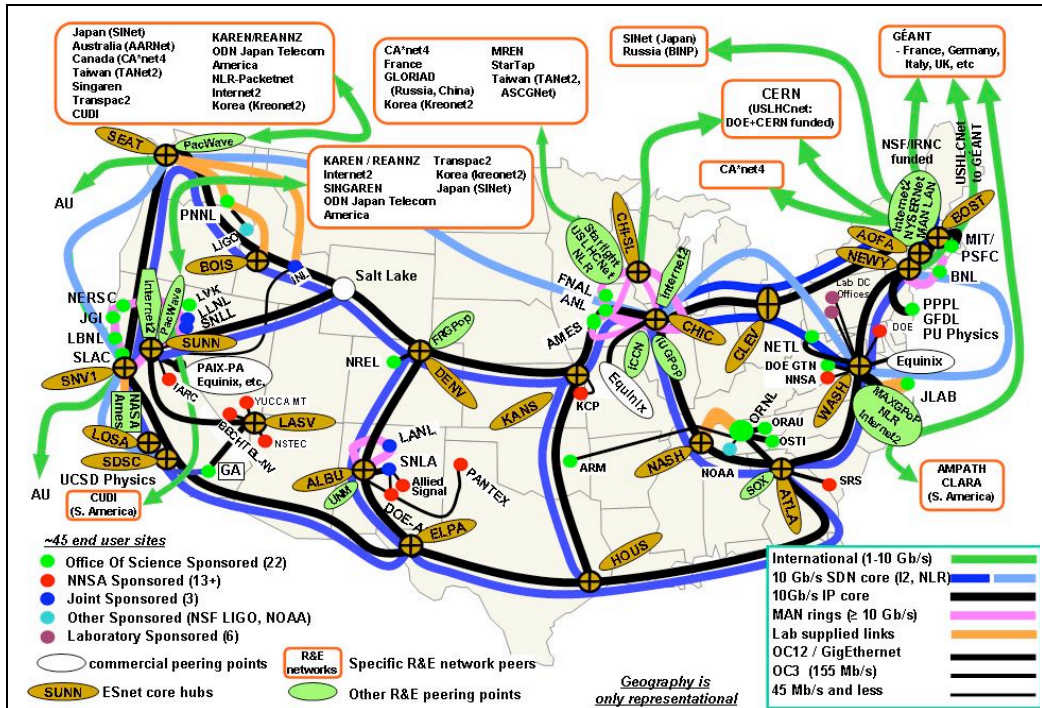 Japan (SINet)
Australia (AARNet)
Canada (CA*net4
Taiwan (TANet2)
Singaren
Transpac2
CUDI
KAREN/REANNZ
ODN Japan Telecom
America
NLR-Packetnet
Internet2
Korea (Kreonet2)
CA*net4
France
GLORIAD
(Russia, China)
Korea (Kreonet2
MREN
StarTap
Taiwan (TANet2,
ASCGNet)
SINet (Japan)
Russia (BINP)
GÉANT
- France, Germany,
Italy, UK, etc
CERN
(USLHCnet:
DOE+CERN funded)
CA*net4
NSF/IRNC
funded
USHLCNet
to GÉANT
KAREN / REANNZ
Internet2
SINGAREN
ODN Japan Telecom
America
Transpac2
Korea (kreonet2)
Japan (SINet)
SEAT
PacWave
AU
PNNL
LIGO
BOIS
INL
Salt Lake
NERSC
JGI
LBNL
SLAC
SNV1
Internet2
PacWave
LVK
LLNL
SNLL
SUNN
PAIX-PA
Equinix, etc.
NASA
Ames
IARC
YUCCA MT
LASV
NSTEC
BECHTEL-NV
LOSA
SDSC
UCSD Physics
GA
AU
CUDI
(S. America)
NREL
FRGPop
DENV
KANS
ALBU
UNM
LANL
SNLA
Allied
Signal
DOE-A
PANTEX
ELPA
HOUS
Starlight
USLHCNet
NLR
CHI-SL
FNAL
ANL
AMES
Internet2
CHIC
iCCN
IUGPop
Equinix
KCP
ARM
NASH
ORNL
ORAU
OSTI
NOAA
SOX
ATLA
SRS
CLEV
NETL
DOE GTN
NNSA
Lab DC
Offices
DOE
Equinix
WASH
JLAB
MAXGPoP
NLR
Internet2
AMPATH
CLARA
(S. America)
Internet2
NYSERNet
MAN LAN
AOFA
NEWY
BOST
MIT/
PSFC
BNL
PPPL
GFDL
PU Physics
~45 end user sites
Office Of Science Sponsored (22)
NNSA Sponsored (13+)
Joint Sponsored (3)
Other Sponsored (NSF LIGO, NOAA)
Laboratory Sponsored (6)
commercial peering points
SUNN
ESnet core hubs
R&E
networks
Specific R&E network peers
Other R&E peering points
Geography is
only representational
International (1-10 Gb/s)
10 Gb/s SDN core (I2, NLR)
10Gb/s IP core
MAN rings (≥ 10 Gb/s)
Lab supplied links
OC12 / GigEthernet
OC3 (155 Mb/s)
45 Mb/s and less